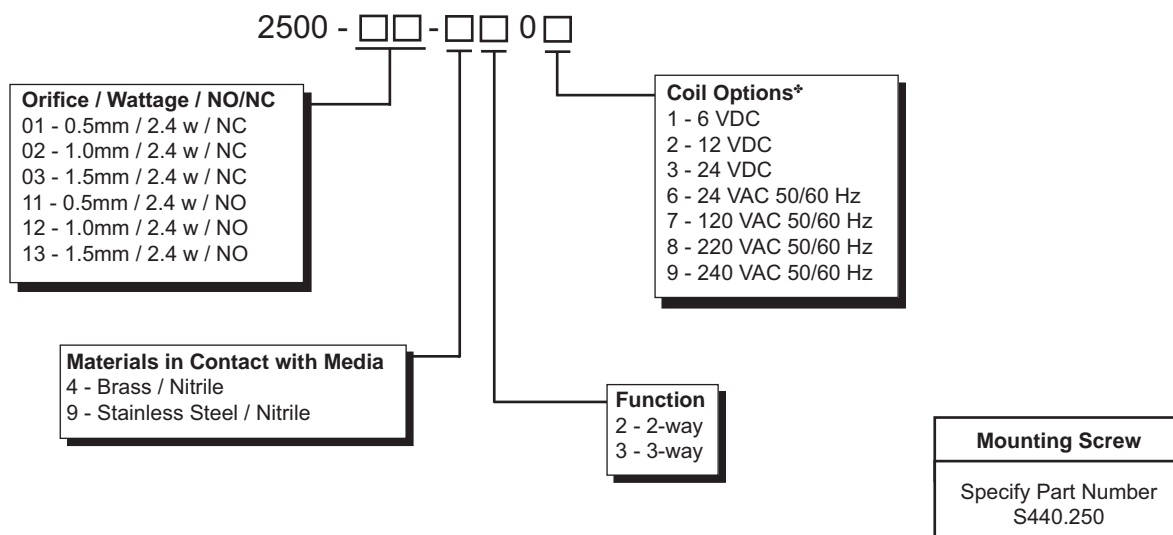 2500 - □□ - □□ 0 □
Orifice / Wattage / NO/NC
01 - 0.5mm / 2.4 w / NC
02 - 1.0mm / 2.4 w / NC
03 - 1.5mm / 2.4 w / NC
11 - 0.5mm / 2.4 w / NO
12 - 1.0mm / 2.4 w / NO
13 - 1.5mm / 2.4 w / NO
Coil Options✤
1 - 6 VDC
2 - 12 VDC
3 - 24 VDC
6 - 24 VAC 50/60 Hz
7 - 120 VAC 50/60 Hz
8 - 220 VAC 50/60 Hz
9 - 240 VAC 50/60 Hz
Materials in Contact with Media
4 - Brass / Nitrile
9 - Stainless Steel / Nitrile
Function
2 - 2-way
3 - 3-way
Mounting Screw
Specify Part Number
S440.250